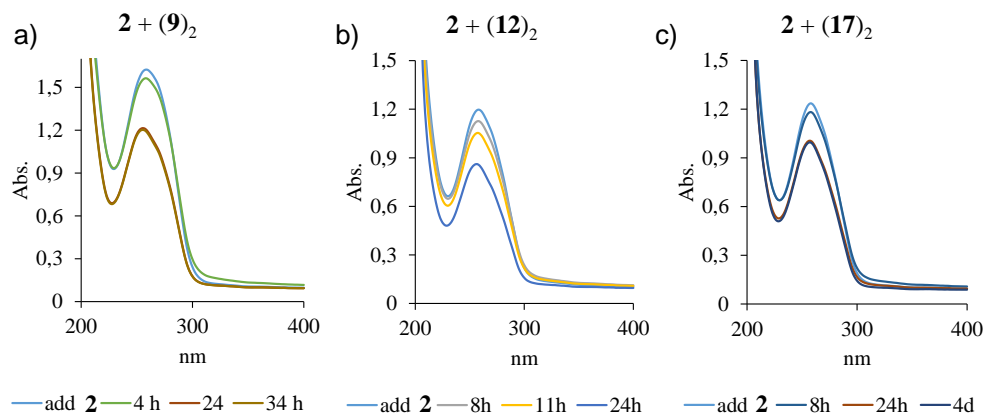 a) 2 + (9)₂
Abs.
1,5
1,2
0,9
0,6
0,3
0
200 300 400
nm
add 2 4 h 24 34 h
b) 2 + (12)₂
Abs.
1,5
1,2
0,9
0,6
0,3
0
200 300 400
nm
add 2 8h 11h 24h
c) 2 + (17)₂
Abs.
1,5
1,2
0,9
0,6
0,3
0
200 300 400
nm
add 2 8h 24h 4d